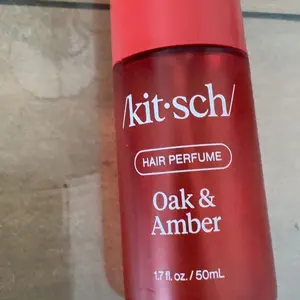 /kit·sch/
HAIR PERFUME
Oak &
Amber
1.7 fl. oz. / 50mL